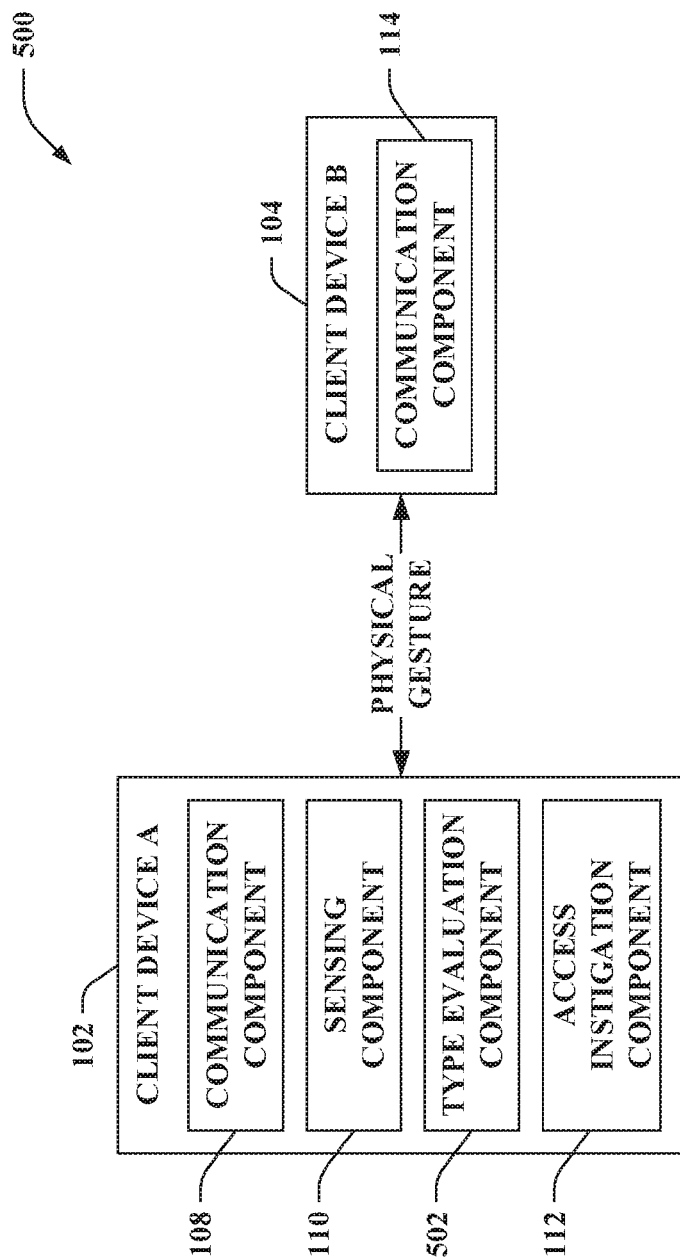 500
102
CLIENT DEVICE A
108
COMMUNICATION
COMPONENT
110
SENSING
COMPONENT
502
TYPE EVALUATION
COMPONENT
112
ACCESS
INSTIGATION
COMPONENT
PHYSICAL
GESTURE
104
CLIENT DEVICE B
114
COMMUNICATION
COMPONENT